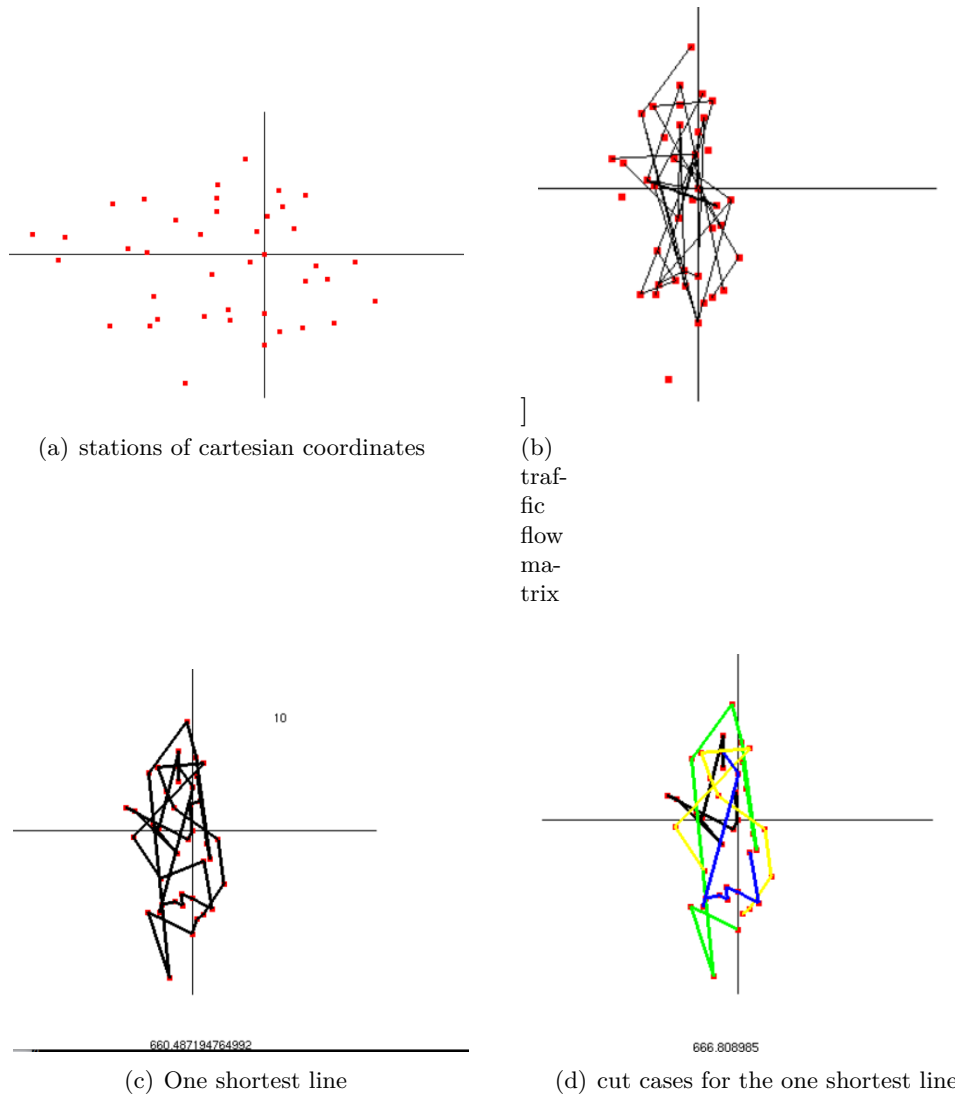 ]
(a) stations of cartesian coordinates
(b)
traf-
fic
flow
ma-
trix
10
660.487194764992
666.808985
(c) One shortest line
(d) cut cases for the one shortest line